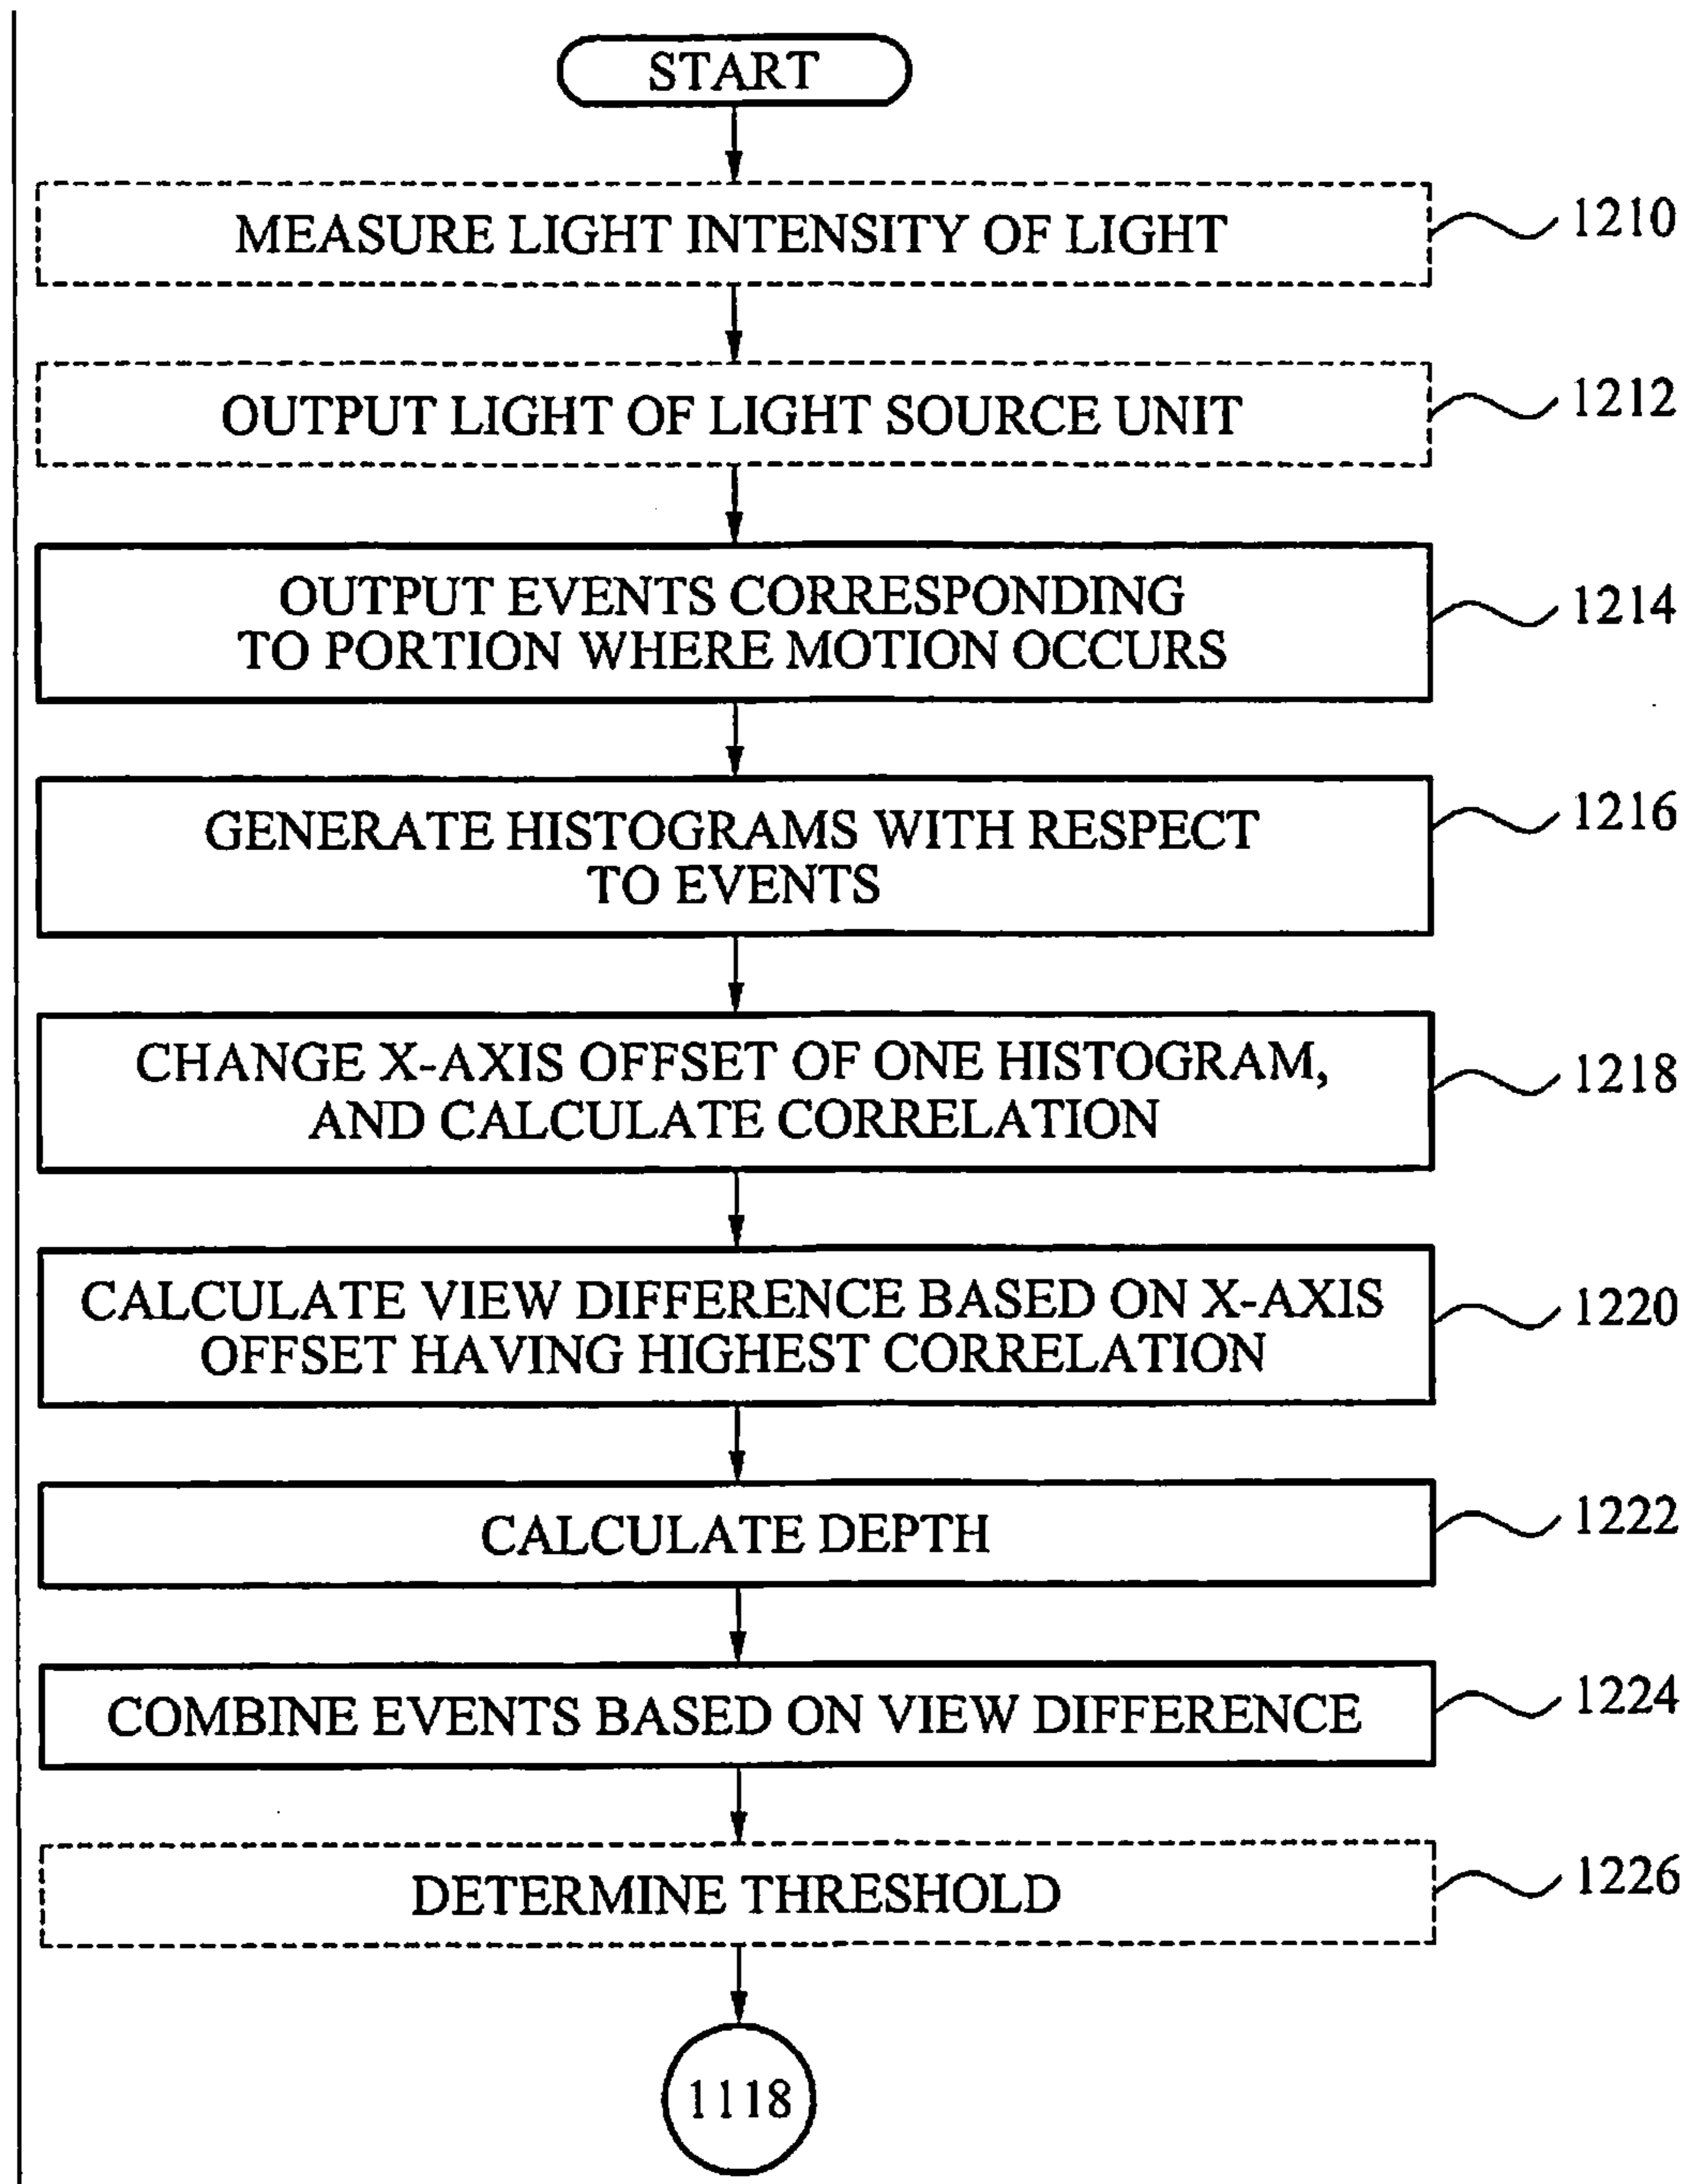 START
MEASURE LIGHT INTENSITY OF LIGHT
1210
OUTPUT LIGHT OF LIGHT SOURCE UNIT
1212
OUTPUT EVENTS CORRESPONDING
TO PORTION WHERE MOTION OCCURS
1214
GENERATE HISTOGRAMS WITH RESPECT
TO EVENTS
1216
CHANGE X-AXIS OFFSET OF ONE HISTOGRAM,
AND CALCULATE CORRELATION
1218
CALCULATE VIEW DIFFERENCE BASED ON X-AXIS
OFFSET HAVING HIGHEST CORRELATION
1220
CALCULATE DEPTH
1222
COMBINE EVENTS BASED ON VIEW DIFFERENCE
1224
DETERMINE THRESHOLD
1226
1118